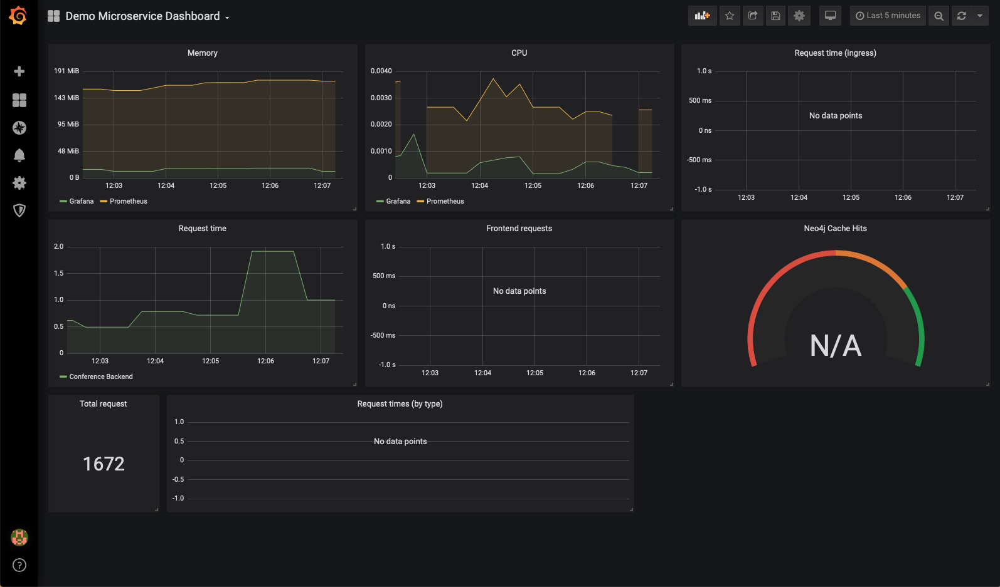 Demo Microservice Dashboard
Last 5 minutes
Memory
191 MiB
143 MiB
95 MiB
48 MiB
0 B
12:03 12:04 12:05 12:06 12:07
Grafana Prometheus
CPU
0.0040
0.0030
0.0020
0.0010
0
12:03 12:04 12:05 12:06 12:07
Grafana Prometheus
Request time (ingress)
1.0 s
500 ms
No data points
0 ns
-500 ms
-1.0 s
12:03 12:04 12:05 12:06 12:07
Request time
2.0
1.5
1.0
0.5
0
12:03 12:04 12:05 12:06 12:07
Conference Backend
Frontend requests
1.0 s
500 ms
No data points
0 ns
-500 ms
-1.0 s
12:03 12:04 12:05 12:06 12:07
Neo4j Cache Hits
N/A
Total request
1672
Request times (by type)
1.0
0.5
No data points
0
-0.5
-1.0
?